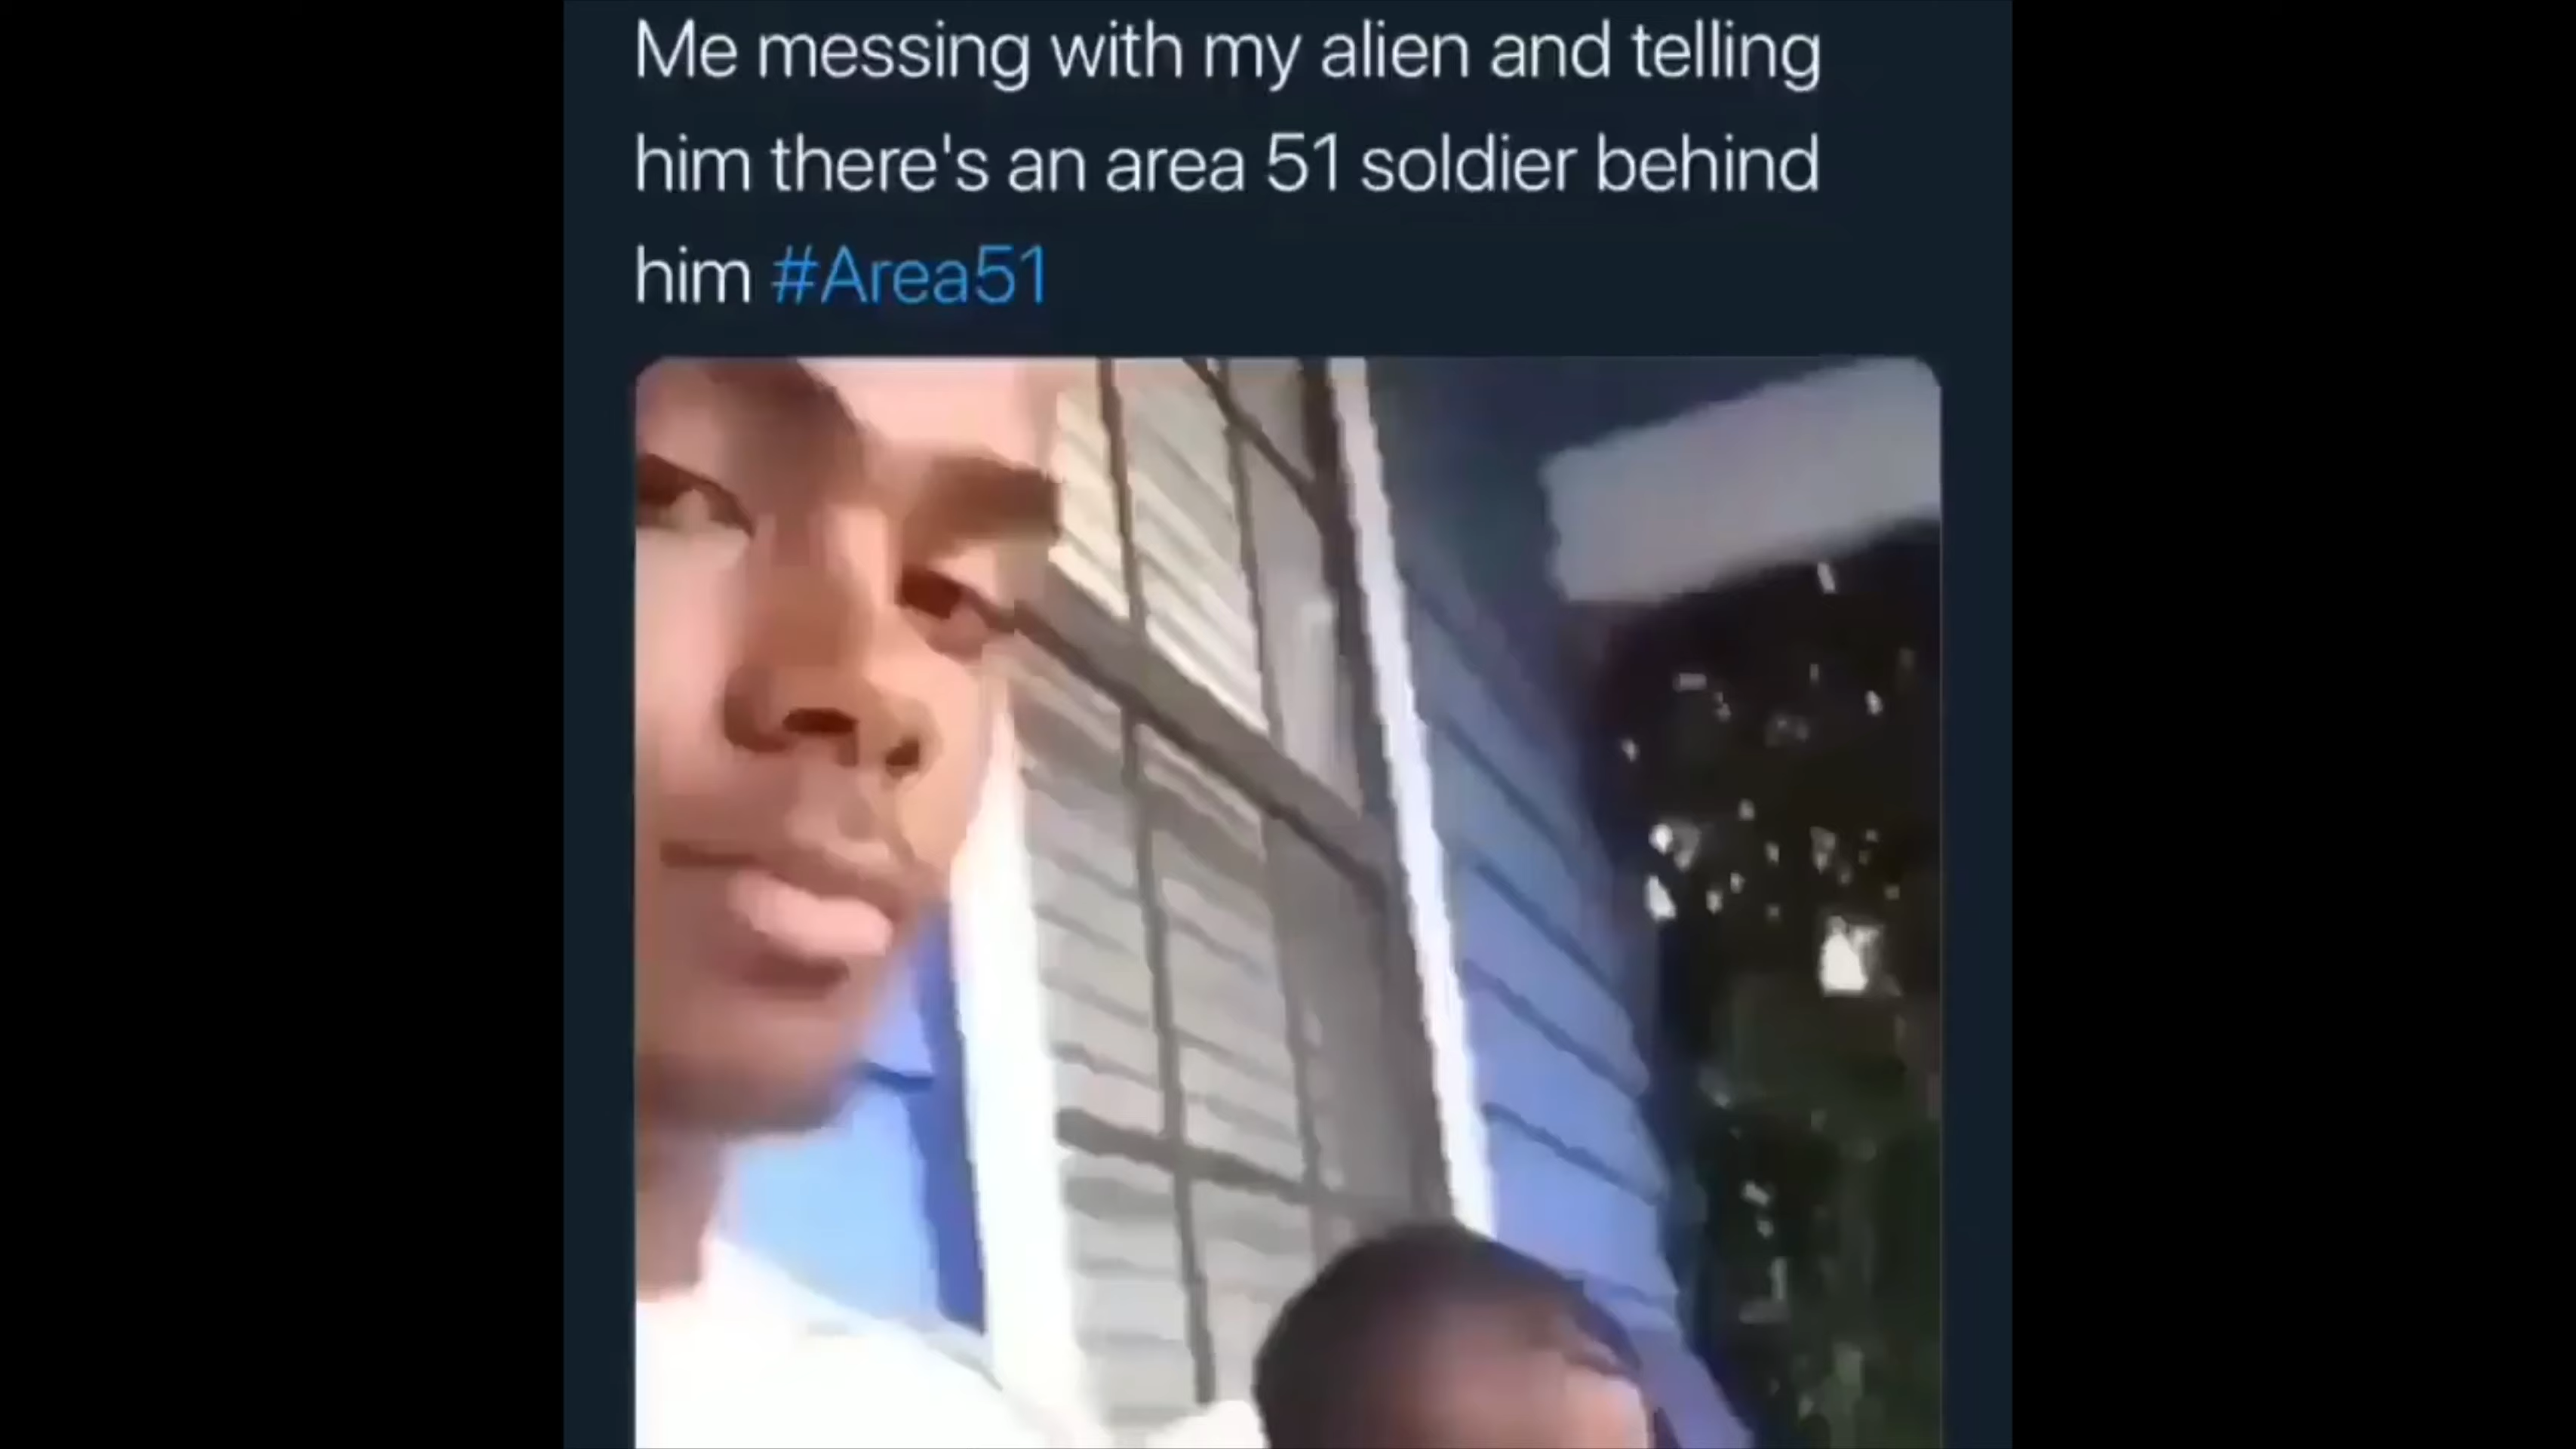 Me messing with my alien and telling
him there's an area 51 soldier behind
him #Area51